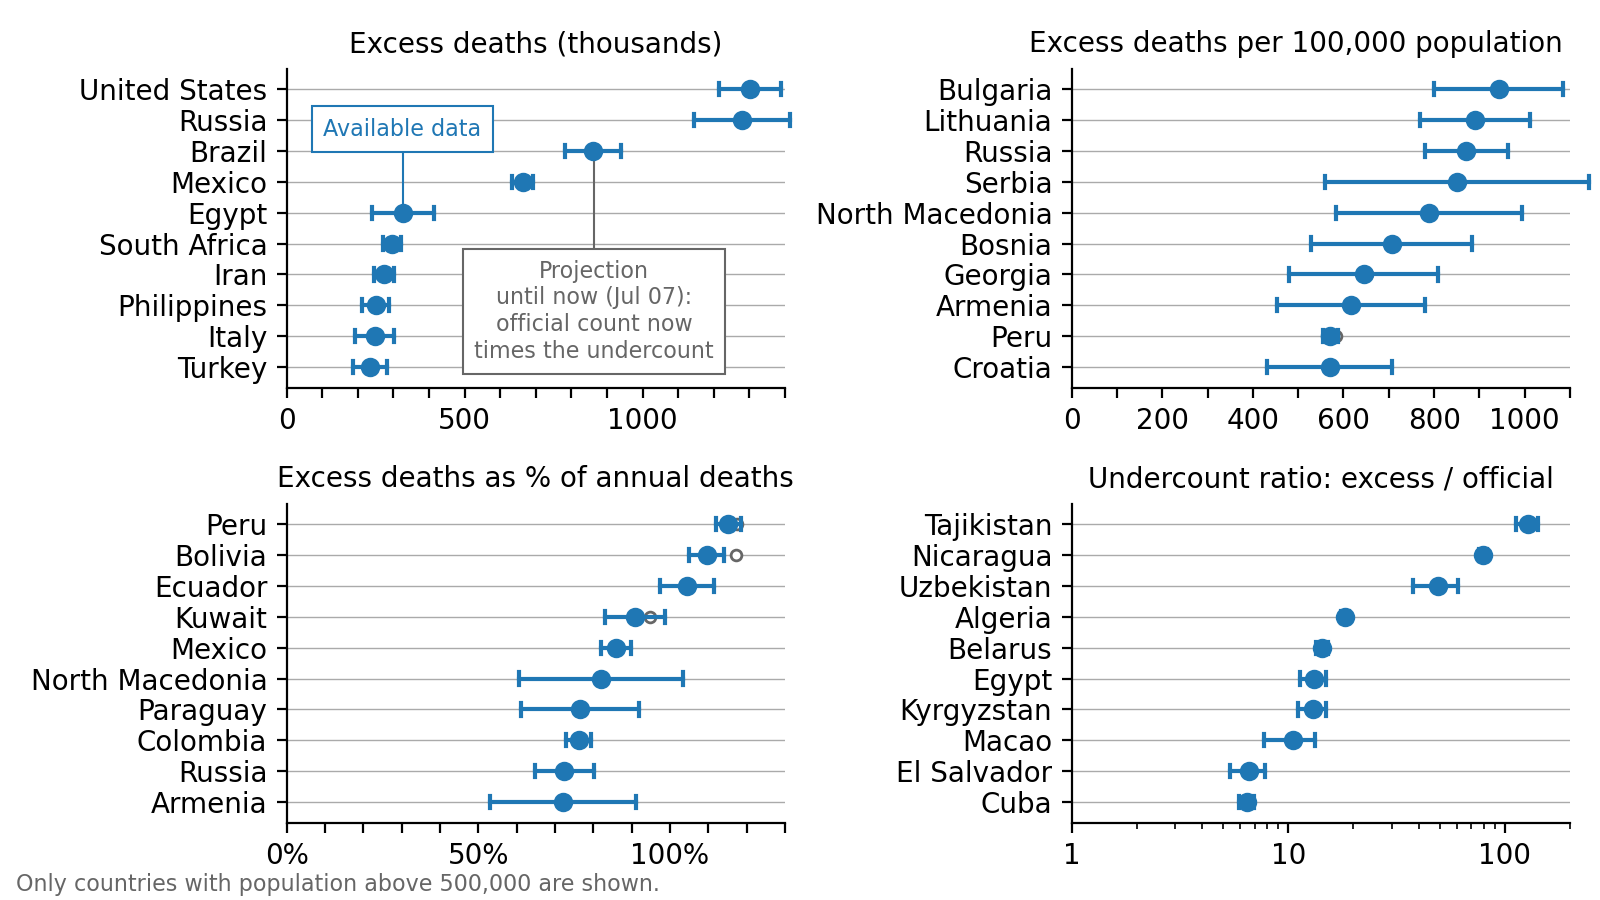 Excess deaths (thousands)
United States
Russia
Brazil
Mexico
Egypt
South Africa
Iran
Philippines
Italy
Turkey
Available data
Projection
until now (Jul 07):
official count now
times the undercount
0 500 1000
Excess deaths per 100,000 population
Bulgaria
Lithuania
Russia
Serbia
North Macedonia
Bosnia
Georgia
Armenia
Peru
Croatia
0 200 400 600 800 1000
Excess deaths as % of annual deaths
Peru
Bolivia
Ecuador
Kuwait
Mexico
North Macedonia
Paraguay
Colombia
Russia
Armenia
0% 50% 100%
Undercount ratio: excess / official
Tajikistan
Nicaragua
Uzbekistan
Algeria
Belarus
Egypt
Kyrgyzstan
Macao
El Salvador
Cuba
1 10 100
Only countries with population above 500,000 are shown.